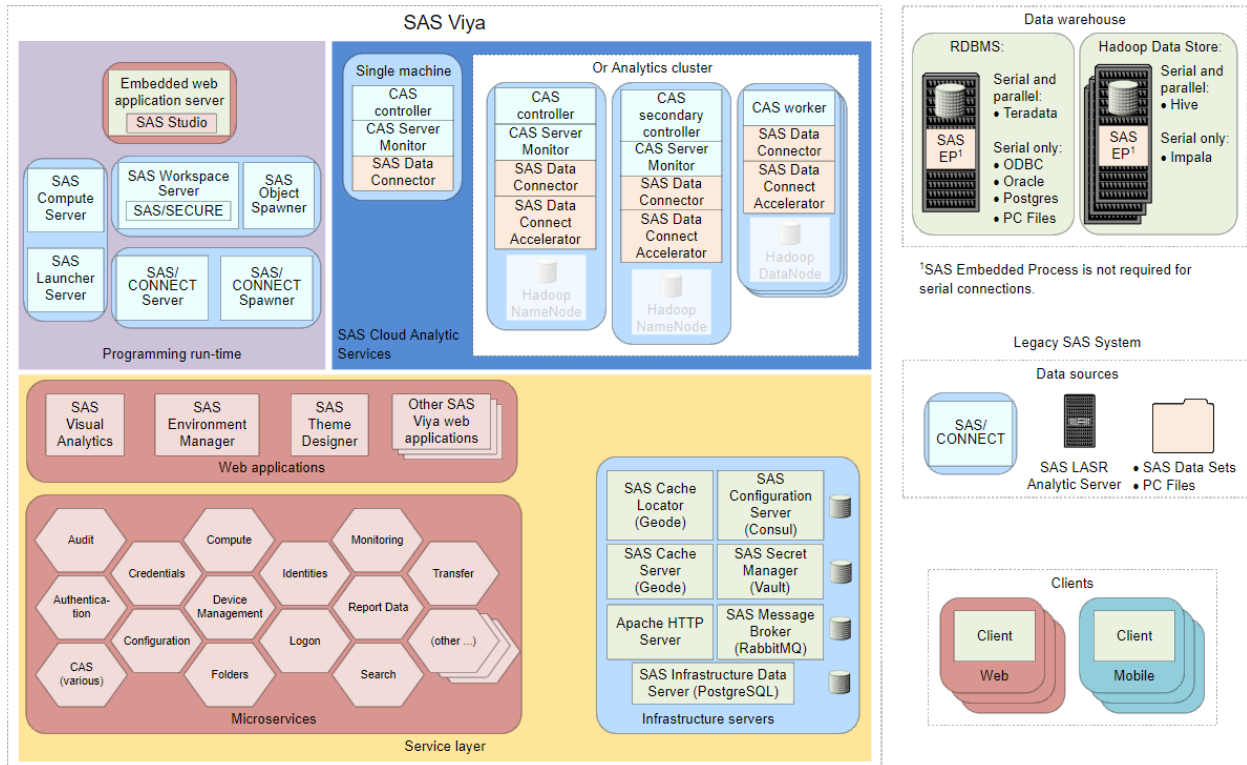 SAS Viya
Embedded web
application server
SAS Studio
SAS
Compute
Server
SAS Workspace
Server
SAS/SECURE
SAS
Object
Spawner
SAS
Launcher
Server
SAS/
CONNECT
Server
SAS/
CONNECT
Spawner
Programming run-time
Single machine
CAS
controller
CAS Server
Monitor
SAS Data
Connector
SAS Cloud Analytic
Services
Or Analytics cluster
CAS
controller
CAS Server
Monitor
SAS Data
Connector
SAS Data
Connect
Accelerator
Hadoop
NameNode
CAS
secondary
controller
CAS Server
Monitor
SAS Data
Connector
SAS Data
Connect
Accelerator
Hadoop
NameNode
CAS worker
SAS Data
Connector
SAS Data
Connect
Accelerator
Hadoop
DataNode
SAS
Visual
Analytics
SAS
Environment
Manager
SAS
Theme
Designer
Other SAS
Viya web
applications
Web applications
Audit
Compute
Monitoring
Credentials
Identities
Transfer
Authentica-
tion
Device
Management
Report Data
Configuration
Logon
(other ...)
CAS
(various)
Folders
Search
Microservices
SAS Cache
Locator
(Geode)
SAS
Configuration
Server
(Consul)
SAS Cache
Server
(Geode)
SAS Secret
Manager
(Vault)
Apache HTTP
Server
SAS Message
Broker
(RabbitMQ)
SAS Infrastructure Data
Server (PostgreSQL)
Infrastructure servers
Service layer
Data warehouse
RDBMS:
SAS
EP¹
Serial and
parallel:
• Teradata
Serial only:
• ODBC
• Oracle
• Postgres
• PC Files
Hadoop Data Store:
SAS
EP¹
Serial and
parallel:
• Hive
Serial only:
• Impala
¹SAS Embedded Process is not required for
serial connections.
Legacy SAS System
Data sources
SAS/
CONNECT
SAS LASR
Analytic Server
• SAS Data Sets
• PC Files
Clients
Client
Web
Client
Mobile